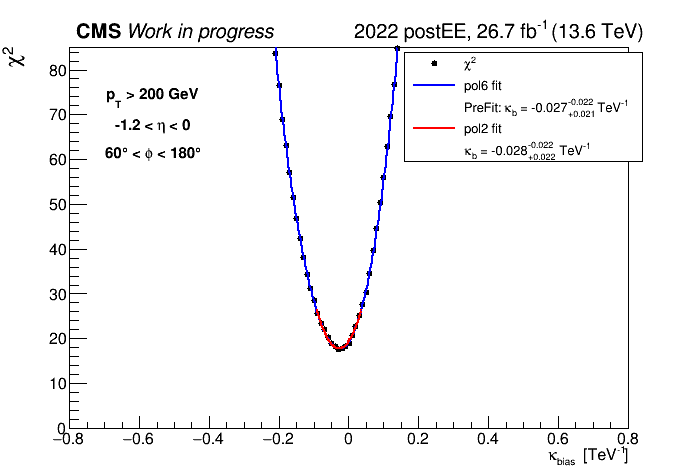 CMS Work in progress 2022 postEE, 26.7 fb⁻¹ (13.6 TeV)
χ²
p_T > 200 GeV
-1.2 < η < 0
60° < ϕ < 180°
χ²
pol6 fit
PreFit: κ_b = -0.027 -0.022 +0.021 TeV⁻¹
pol2 fit
κ_b = -0.028 -0.022 +0.022 TeV⁻¹
80
70
60
50
40
30
20
10
0
−0.8 −0.6 −0.4 −0.2 0 0.2 0.4 0.6 0.8
κ_bias [TeV⁻¹]